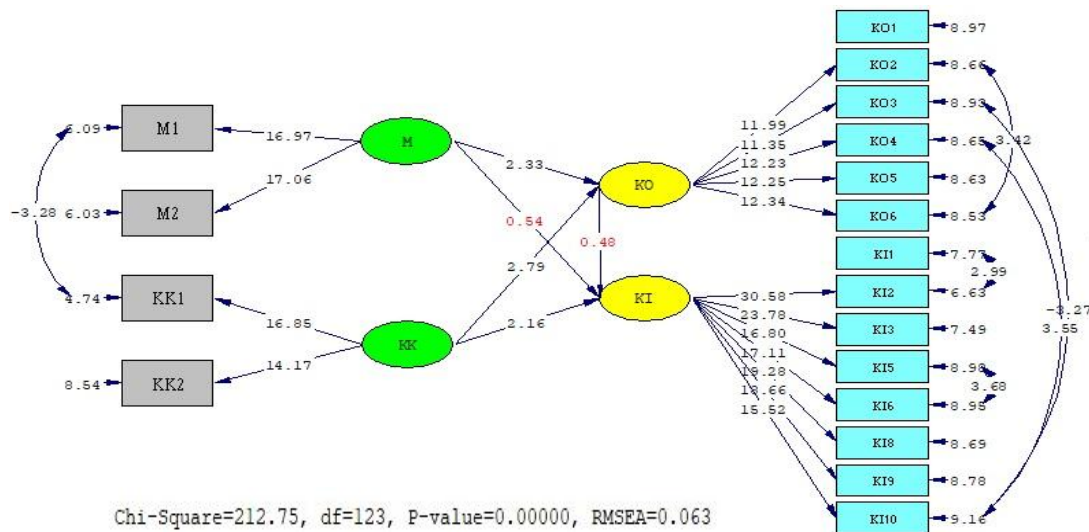 KO1 8.97
KO2 8.66
KO3 8.93
KO4 8.65
3.42
KO5 8.63
KO6 8.53
KI1 7.77
2.99
KI2 6.63
-3.27
KI3 7.49
3.55
KI5 8.98
3.68
KI6 8.95
KI8 8.69
KI9 8.78
KI10 9.16
M1
M2 6.03
-3.28
KK1 4.74
KK2 8.54
16.97
17.06
16.85
14.17
M
KK
2.33
0.54
2.79
2.16
0.48
KO
KI
11.99
11.35
12.23
12.25
12.34
30.58
23.78
16.80
17.11
19.28
15.52
Chi-Square=212.75, df=123, P-value=0.00000, RMSEA=0.063